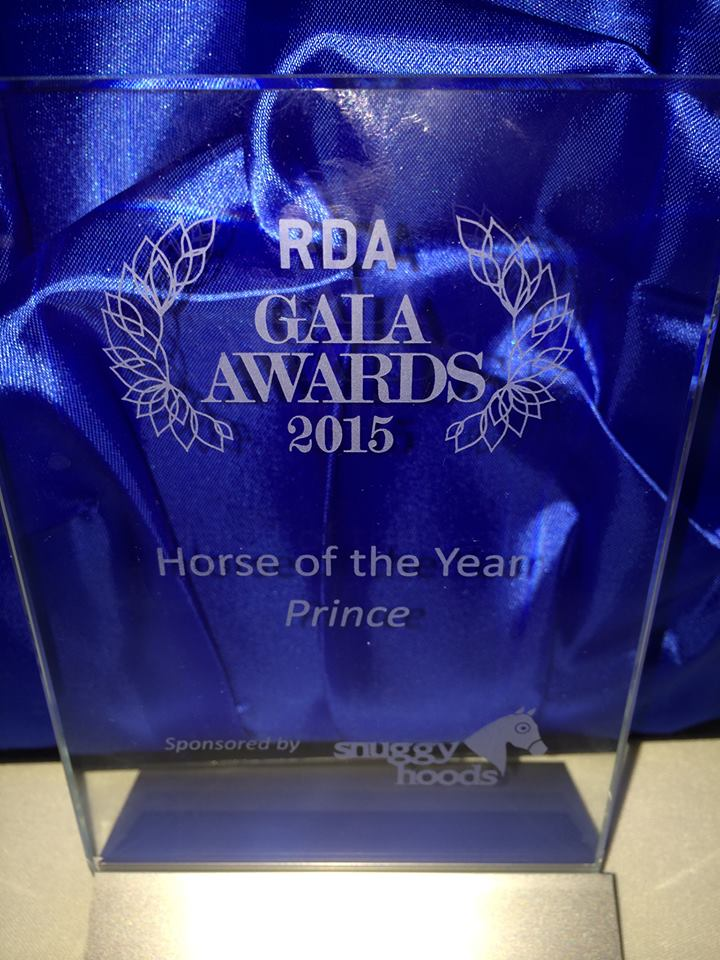 RDA
GALA
AWARDS
2015
Horse of the Year
Prince
Sponsored by snuggy
hoods